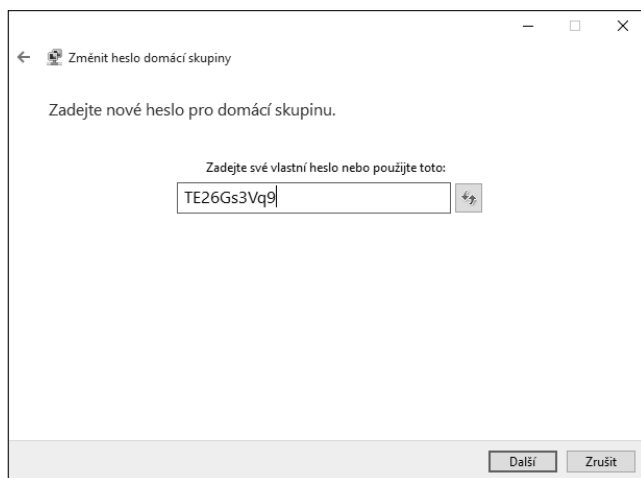 Změnit heslo domácí skupiny
Zadejte nové heslo pro domácí skupinu.
Zadejte své vlastní heslo nebo použijte toto:
TE26Gs3Vq9
Další Zrušit